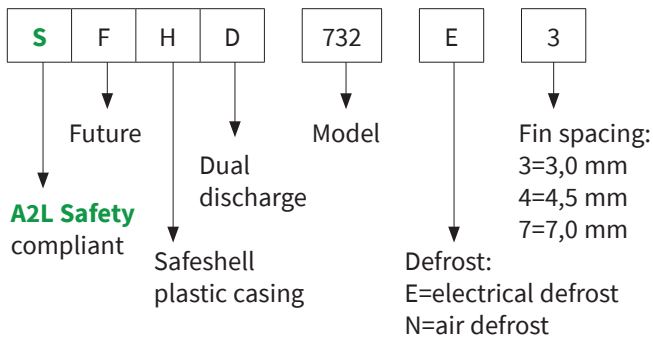 S F H D 732 E 3
Future
Model
Fin spacing:
3=3,0 mm
4=4,5 mm
7=7,0 mm
Dual
discharge
A2L Safety
compliant
Safeshell
plastic casing
Defrost:
E=electrical defrost
N=air defrost